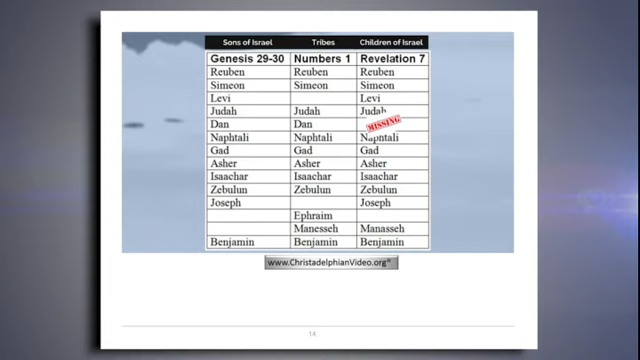 Sons of Israel Tribes Children of Israel
Genesis 29-30 Numbers 1 Revelation 7
Reuben Reuben Reuben
Simeon Simeon Simeon
Levi Levi
Judah Judah Judah
Dan Dan MISSING
Naphtali Naphtali Naphtali
Gad Gad Gad
Asher Asher Asher
Isaachar Isaachar Isaachar
Zebulun Zebulun Zebulun
Joseph Joseph
Ephraim
Manesseh Manasseh
Benjamin Benjamin Benjamin
www.ChristadelphianVideo.org®
14